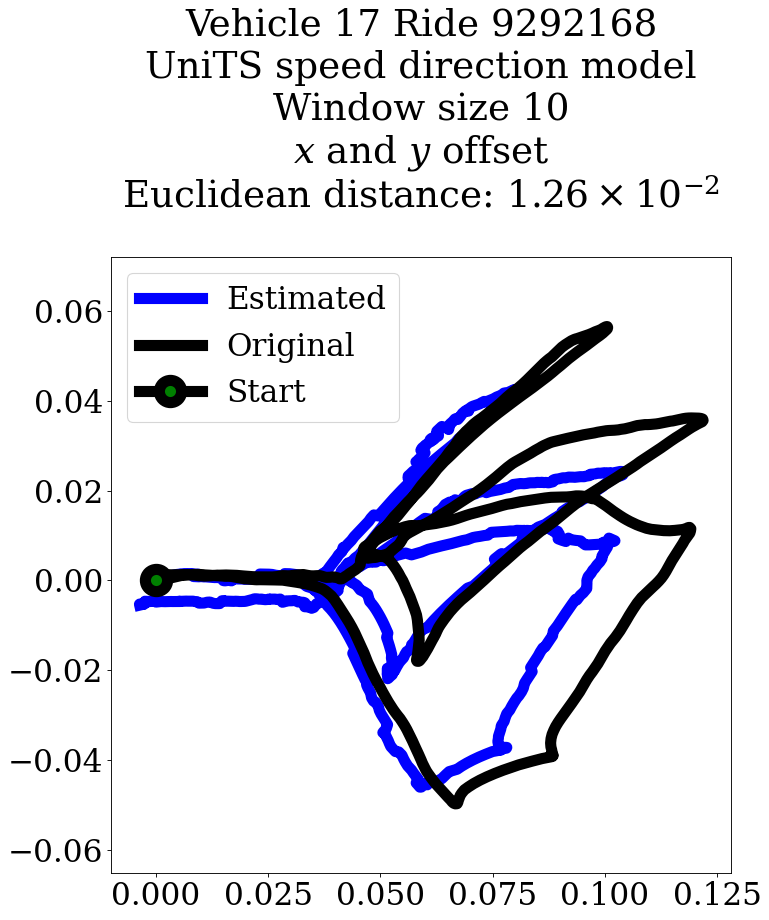 Vehicle 17 Ride 9292168
UniTS speed direction model
Window size 10
x and y offset
Euclidean distance: 1.26 × 10⁻²
Estimated
Original
Start
0.06
0.04
0.02
0.00
−0.02
−0.04
−0.06
0.000 0.025 0.050 0.075 0.100 0.125